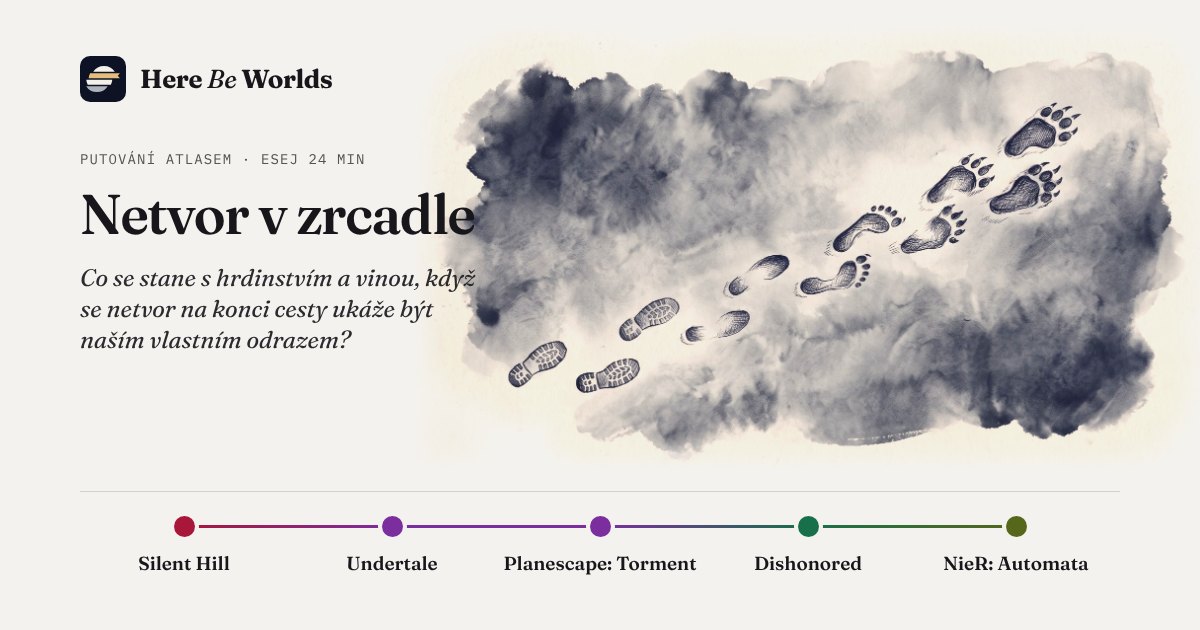 Here Be Worlds
PUTOVÁNÍ ATLASEM · ESEJ 24 MIN
Netvor v zrcadle
Co se stane s hrdinstvím a vinou, když
se netvor na konci cesty ukáže být
naším vlastním odrazem?
Silent Hill
Undertale
Planescape: Torment
Dishonored
NieR: Automata